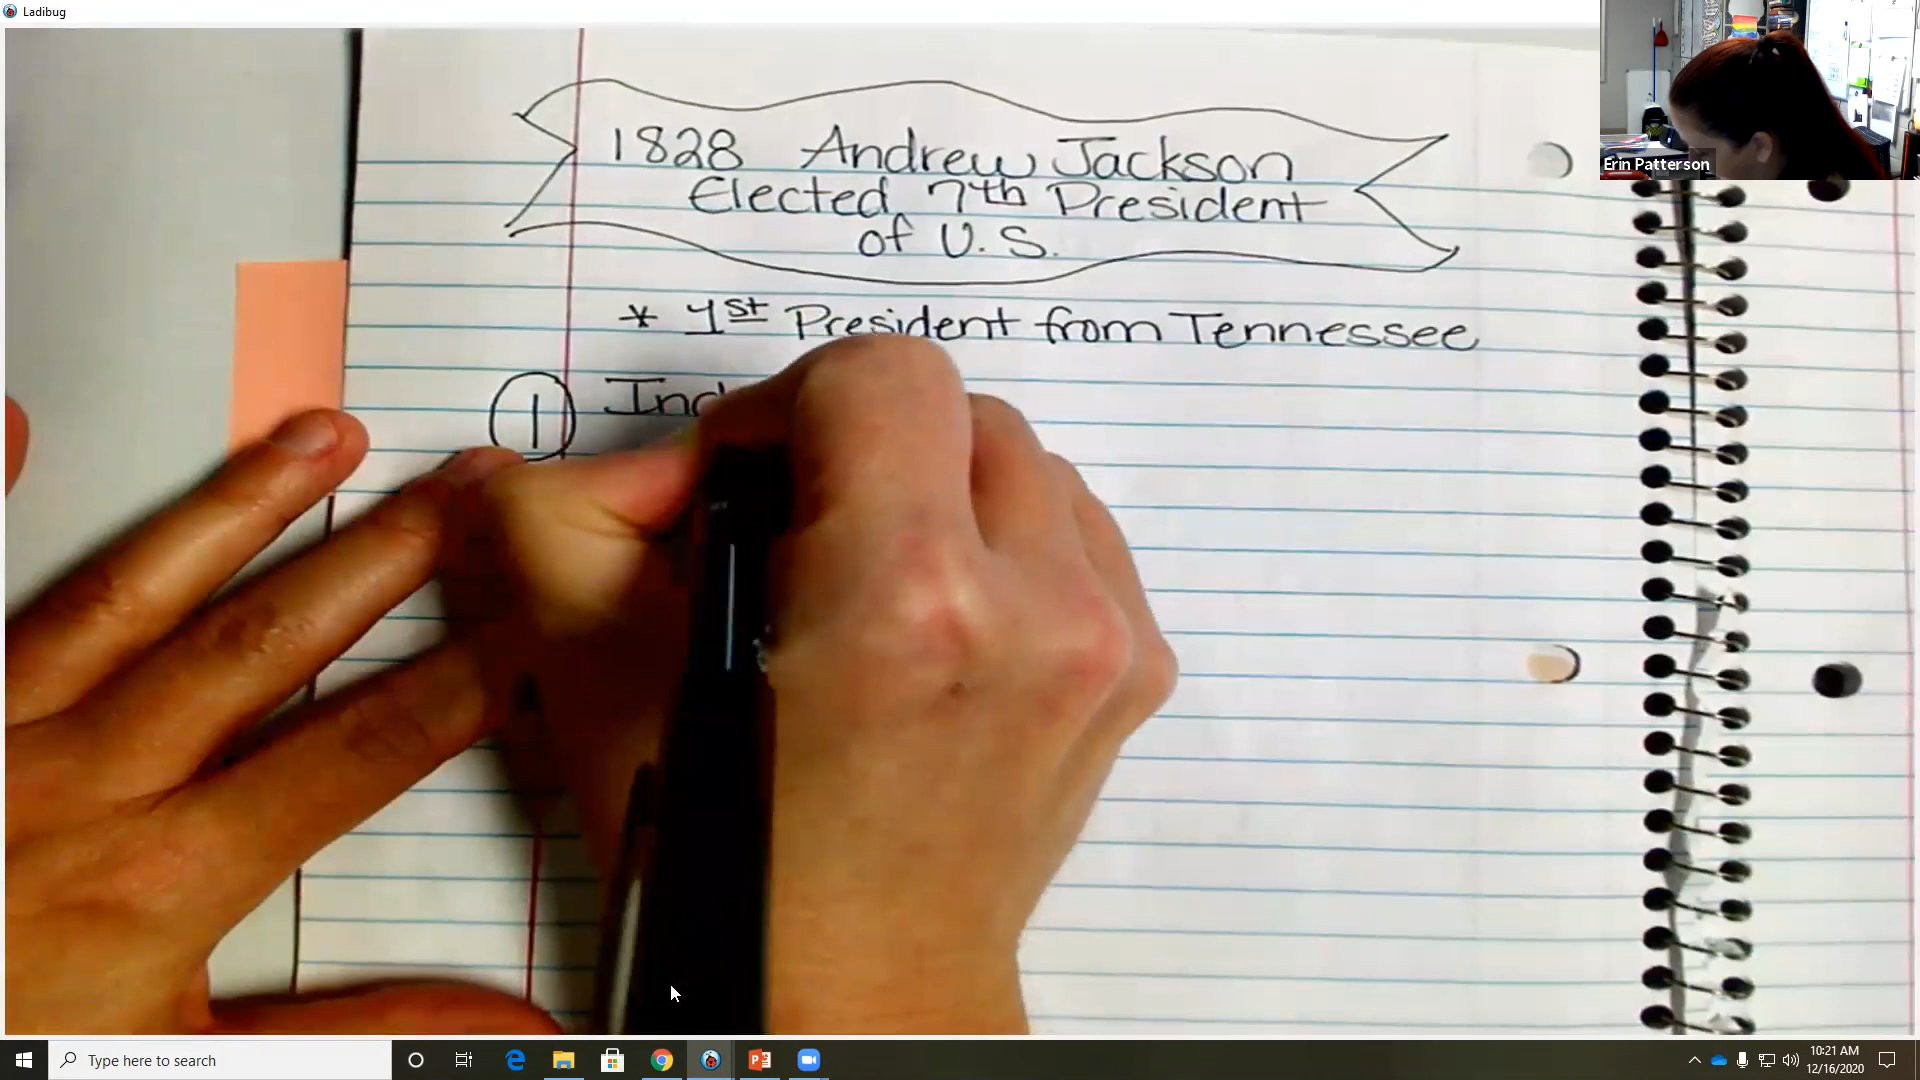 Ladibug
Erin Patterson
1828 Andrew Jackson
Elected 7th President
of U.S.
* 1st President from Tennessee
1
Type here to search
10:21 AM
12/16/2020